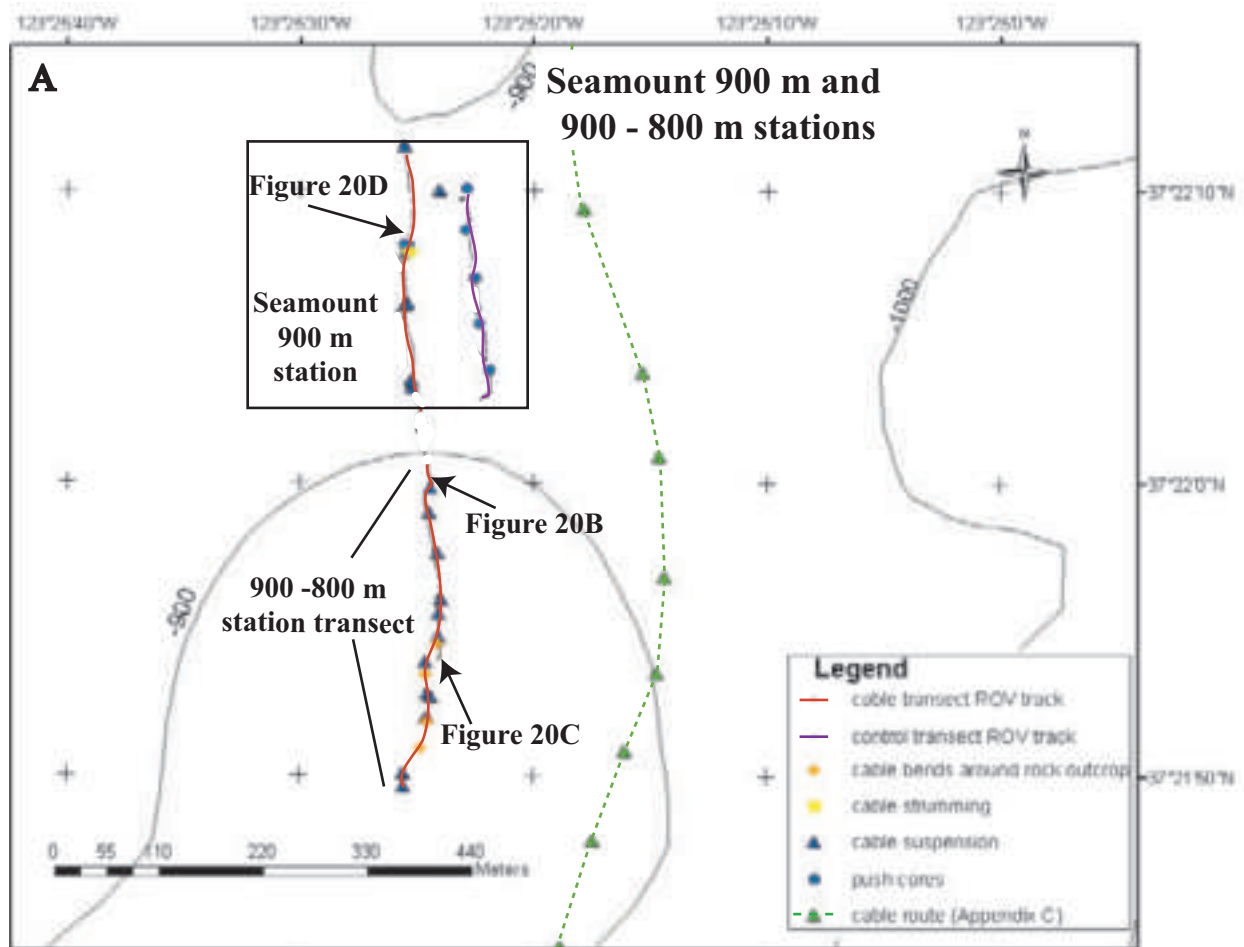 123°26'40"W
123°26'30"W
123°26'20"W
123°26'10"W
123°26'0"W
A
Seamount 900 m and
900 - 800 m stations
-900
N
Figure 20D
37°22'10"N
Seamount
900 m
station
-1000
37°22'0"N
Figure 20B
900 -800 m
station transect
-900
Figure 20C
37°21'50"N
0 55 110 220 330 440
Meters
Legend
cable transect ROV track
control transect ROV track
cable bends around rock outcrop
cable strumming
cable suspension
push cores
cable route (Appendix C)